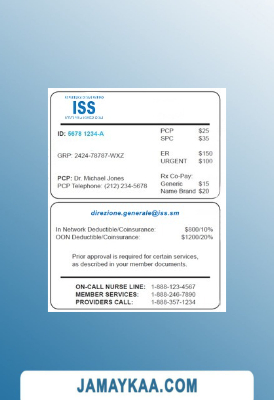 ISS
ID: 5678 1234-A
PCP $25
SPC $35
GRP: 2424-78787-WXZ
ER $150
URGENT $100
PCP: Dr. Michael Jones
PCP Telephone: (212) 234-5678
Rx Co-Pay:
Generic $15
Name Brand $20
direzione.generale@iss.sm
In Network Deductible/Coinsurance: $800/10%
OON Deductible/Coinsurance: $1200/20%
Prior approval is required for certain services,
as described in your member documents.
ON-CALL NURSE LINE: 1-888-123-4567
MEMBER SERVICES: 1-888-246-7890
PROVIDERS CALL: 1-888-357-1234
JAMAYKAA.COM